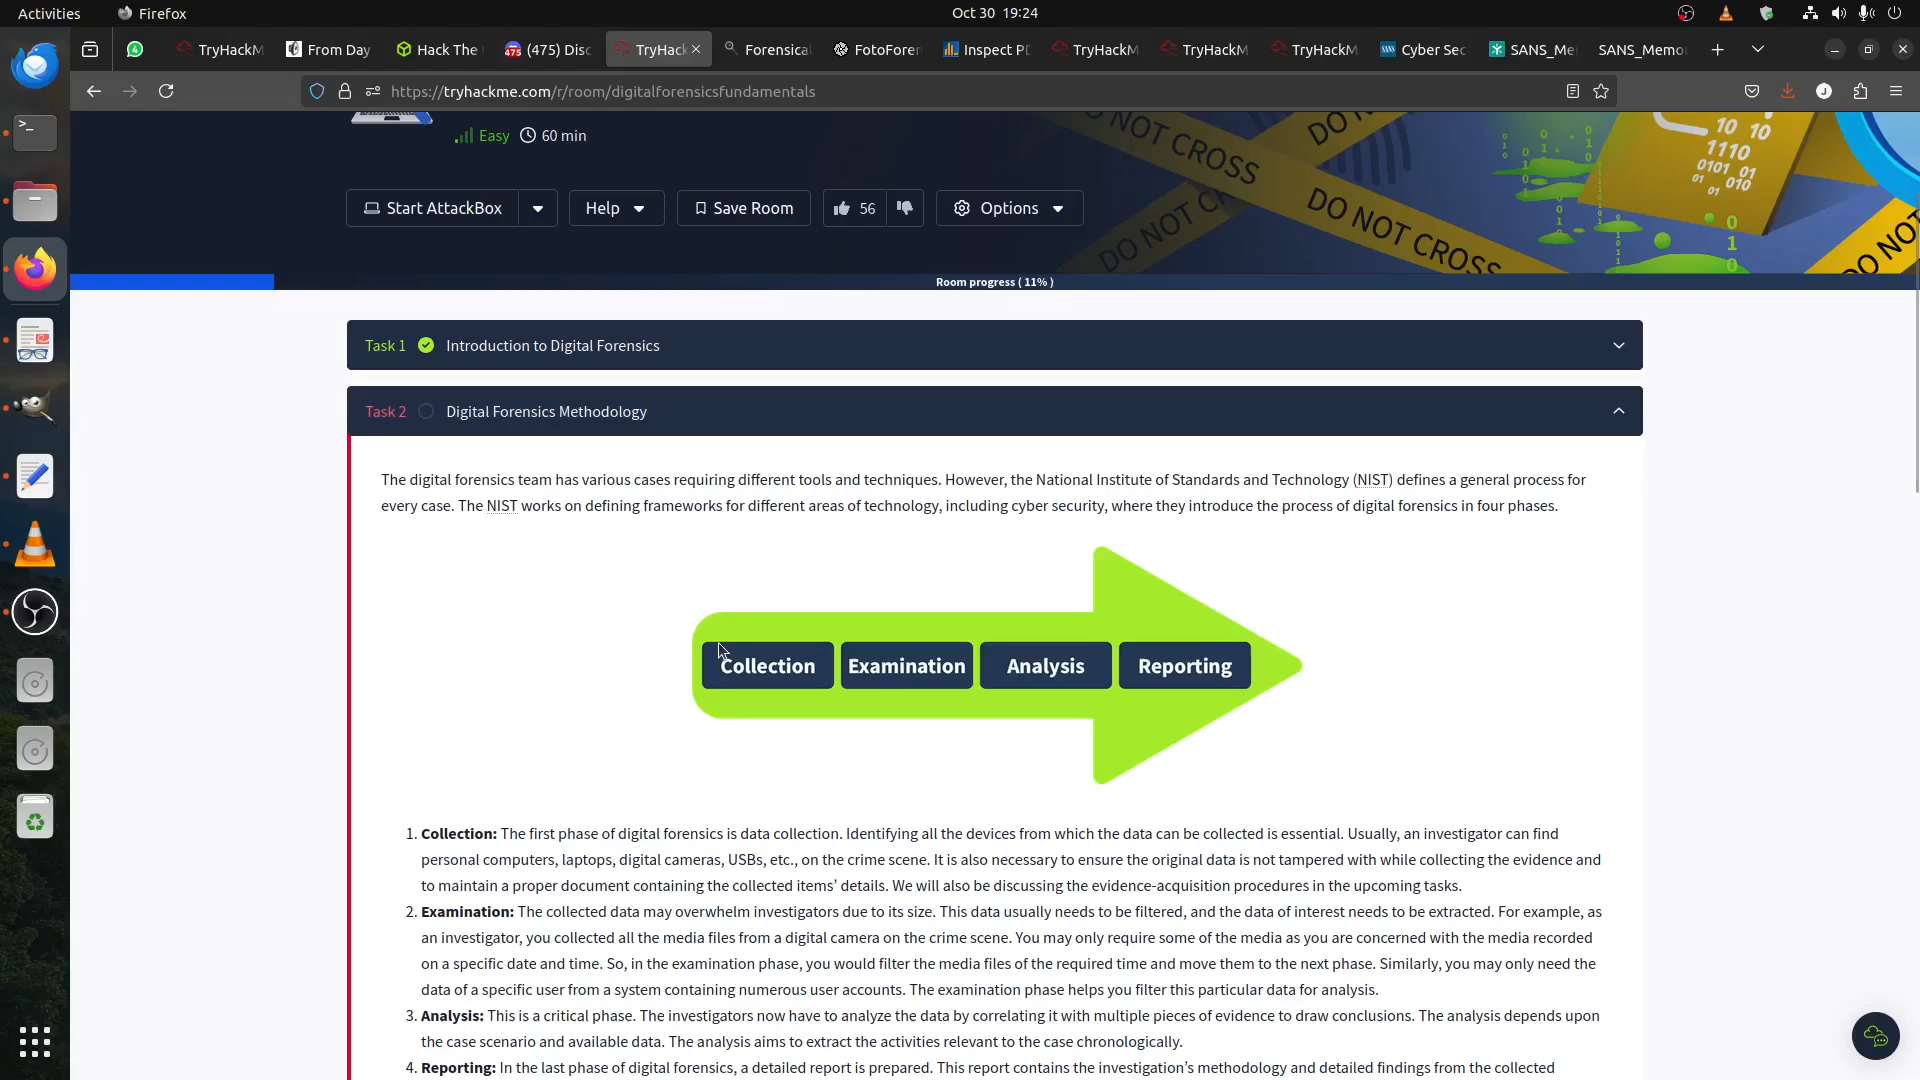 Activities Firefox Oct 30 19:24
TryHackM From Day Hack The (475) Disc TryHack Forensical FotoForen Inspect PD TryHackM TryHackM TryHackM Cyber Sec SANS_Me SANS_Memo
https://tryhackme.com/r/room/digitalforensicsfundamentals
Easy 60 min
Start AttackBox Help Save Room 56 Options
DO NOT CROSS
DO NOT CROSS
Room progress ( 11% )
Task 1 Introduction to Digital Forensics
Task 2 Digital Forensics Methodology
The digital forensics team has various cases requiring different tools and techniques. However, the National Institute of Standards and Technology (NIST) defines a general process for
every case. The NIST works on defining frameworks for different areas of technology, including cyber security, where they introduce the process of digital forensics in four phases.
Collection Examination Analysis Reporting
1. Collection: The first phase of digital forensics is data collection. Identifying all the devices from which the data can be collected is essential. Usually, an investigator can find
personal computers, laptops, digital cameras, USBs, etc., on the crime scene. It is also necessary to ensure the original data is not tampered with while collecting the evidence and
to maintain a proper document containing the collected items’ details. We will also be discussing the evidence-acquisition procedures in the upcoming tasks.
2. Examination: The collected data may overwhelm investigators due to its size. This data usually needs to be filtered, and the data of interest needs to be extracted. For example, as
an investigator, you collected all the media files from a digital camera on the crime scene. You may only require some of the media as you are concerned with the media recorded
on a specific date and time. So, in the examination phase, you would filter the media files of the required time and move them to the next phase. Similarly, you may only need the
data of a specific user from a system containing numerous user accounts. The examination phase helps you filter this particular data for analysis.
3. Analysis: This is a critical phase. The investigators now have to analyze the data by correlating it with multiple pieces of evidence to draw conclusions. The analysis depends upon
the case scenario and available data. The analysis aims to extract the activities relevant to the case chronologically.
4. Reporting: In the last phase of digital forensics, a detailed report is prepared. This report contains the investigation’s methodology and detailed findings from the collected